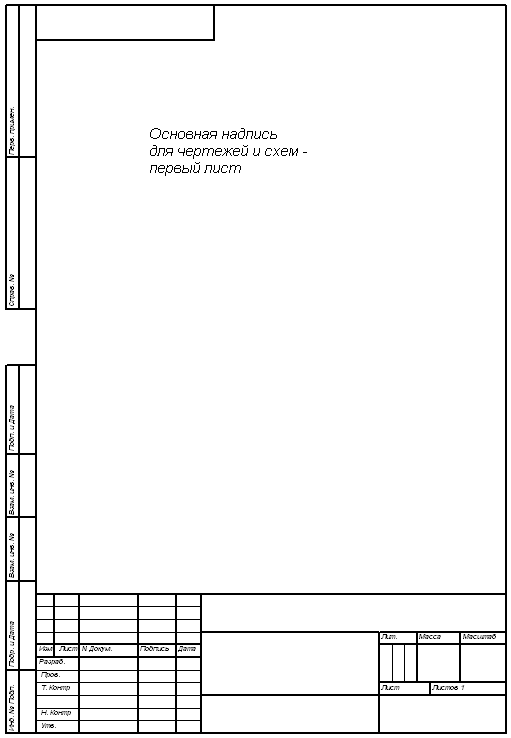 Перв. примен.
Основная надпись
для чертежей и схем -
первый лист
Справ. №
Подп. и Дата
Взам. инв. №
Взам. инв. №
Подр. и Дата
Инд. № Подп.
Лит. Масса Масштаб
Изм Лист N Докум. Подпись Дата
Разраб.
Пров.
Т. Контр
Лист Листов 1
Н. Контр
Утв.